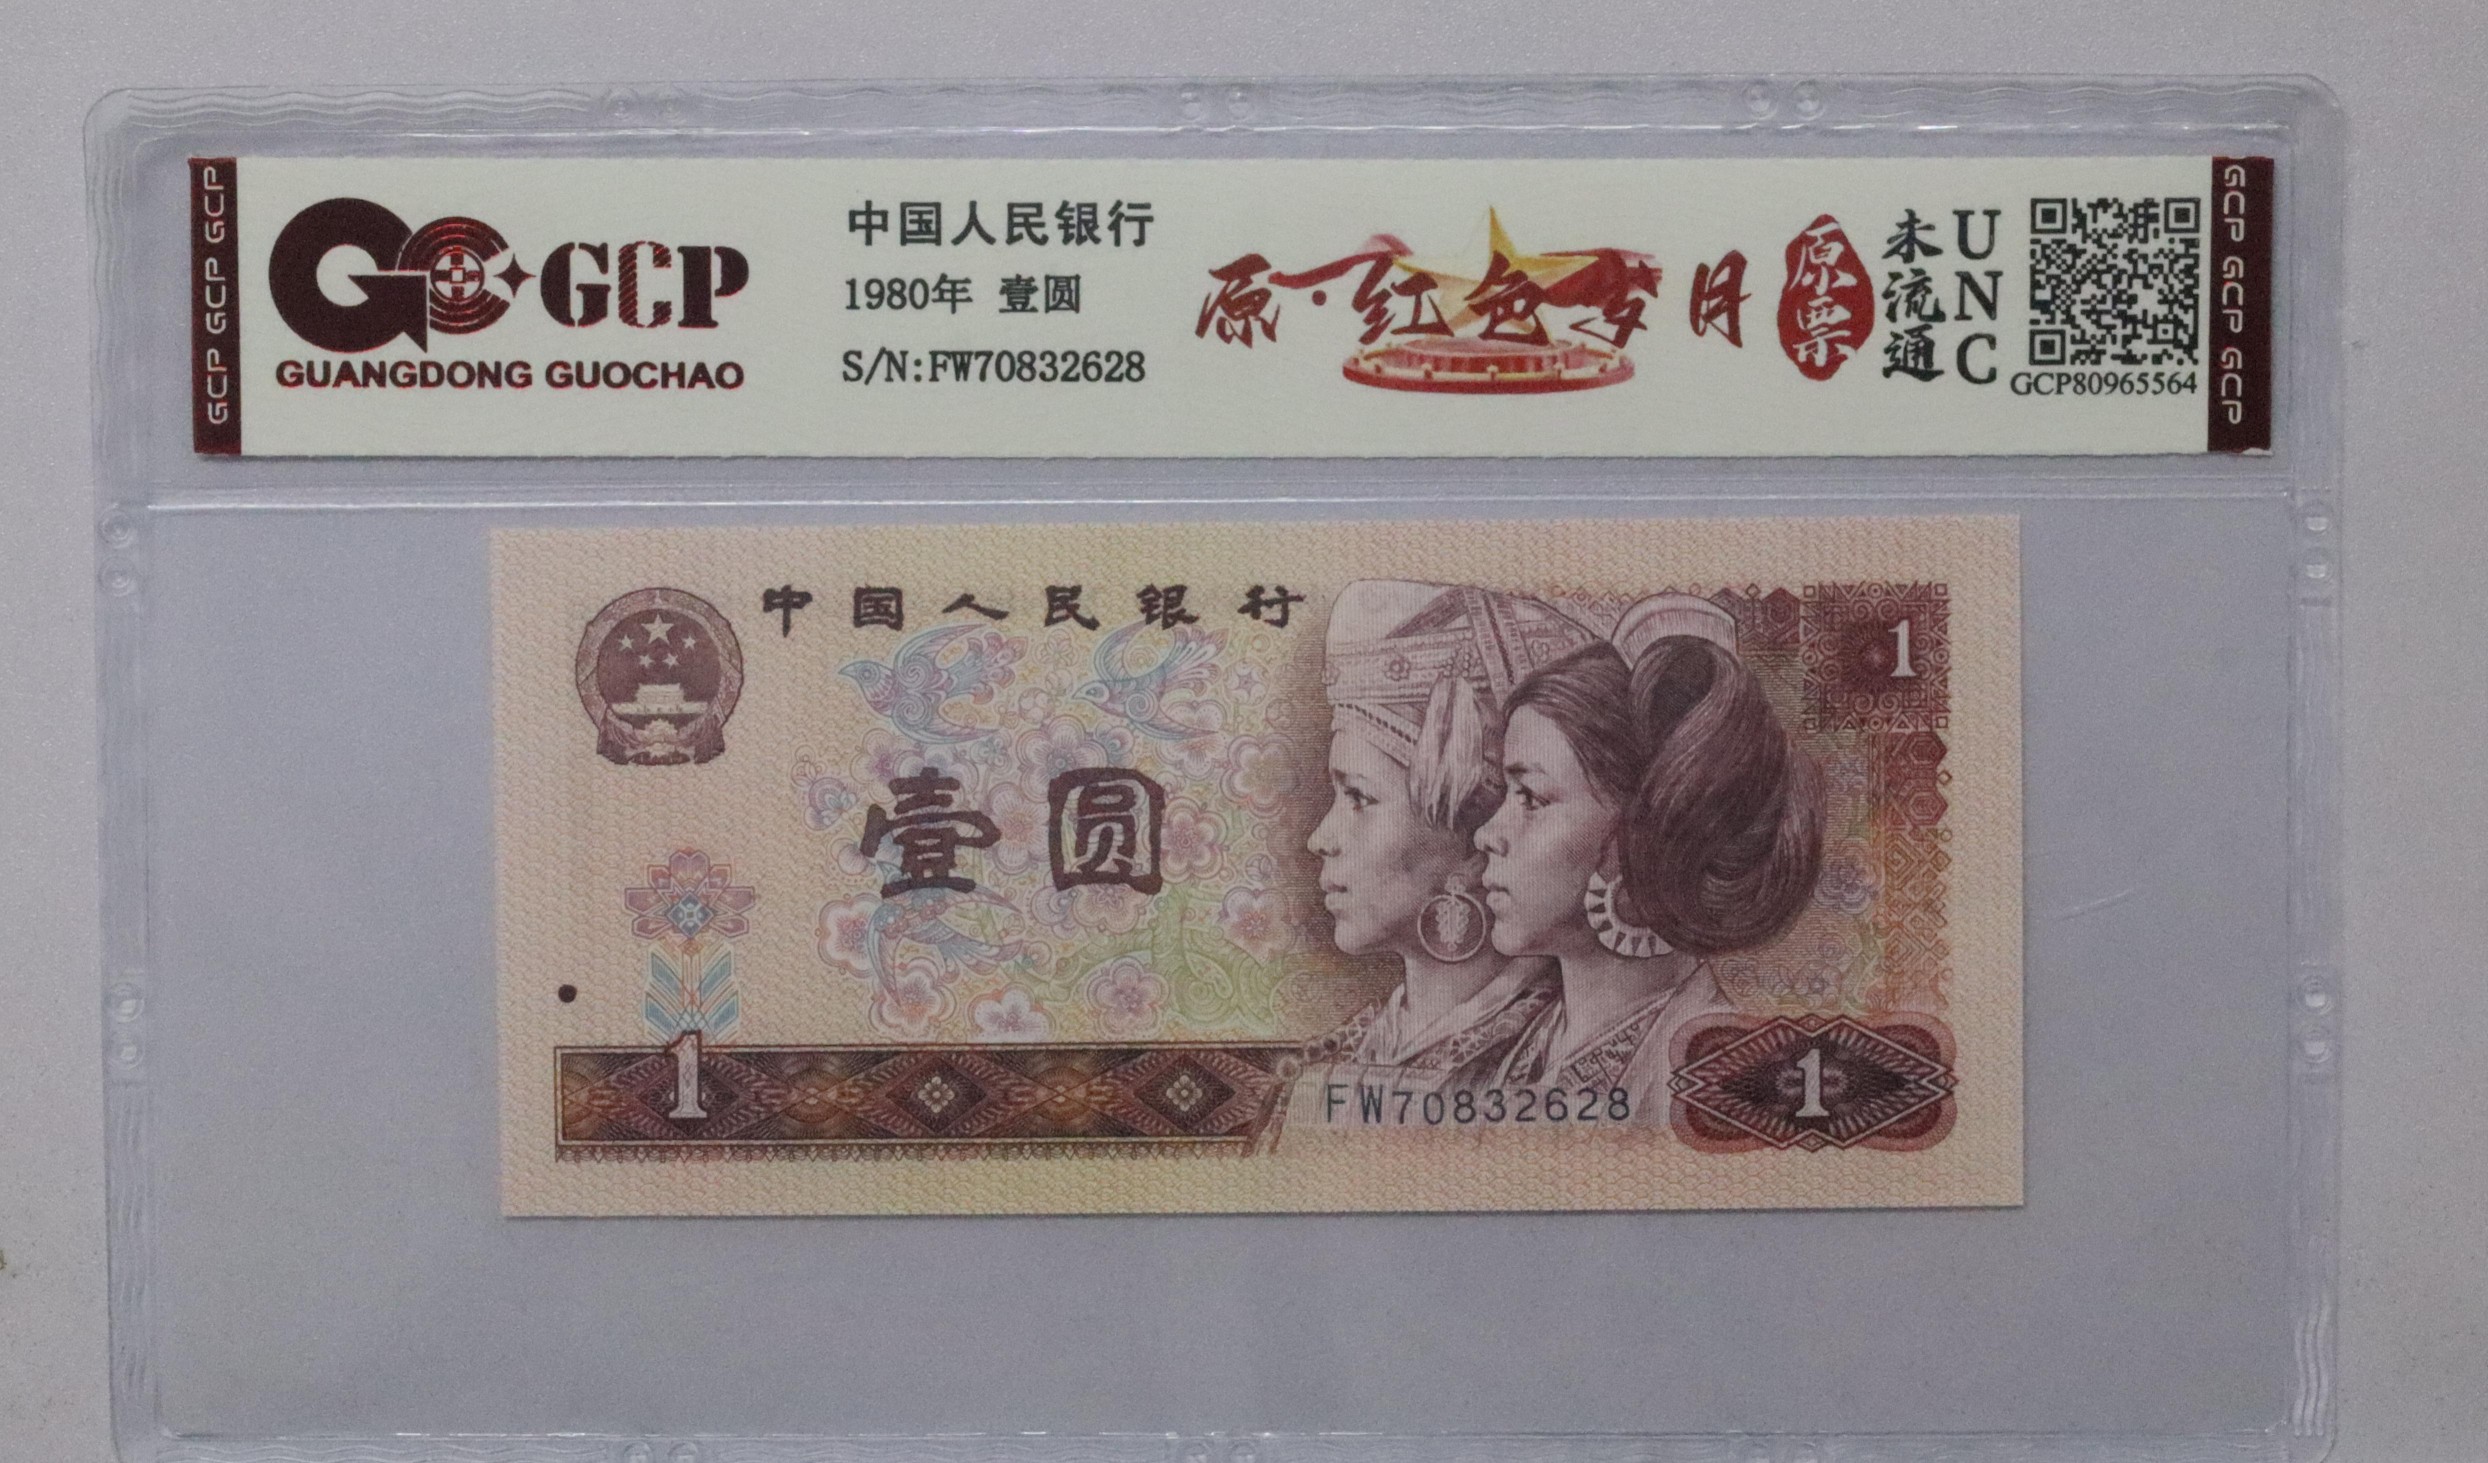 GCP GCP GCP
GCP
GUANGDONG GUOCHAO
中国人民银行
1980年 壹圆
S/N:FW70832628
原·红色岁月
原票
未流通
UNC
GCP80965564
GCP GCP GCP
中国人民银行
1
壹圆
1
FW70832628
1